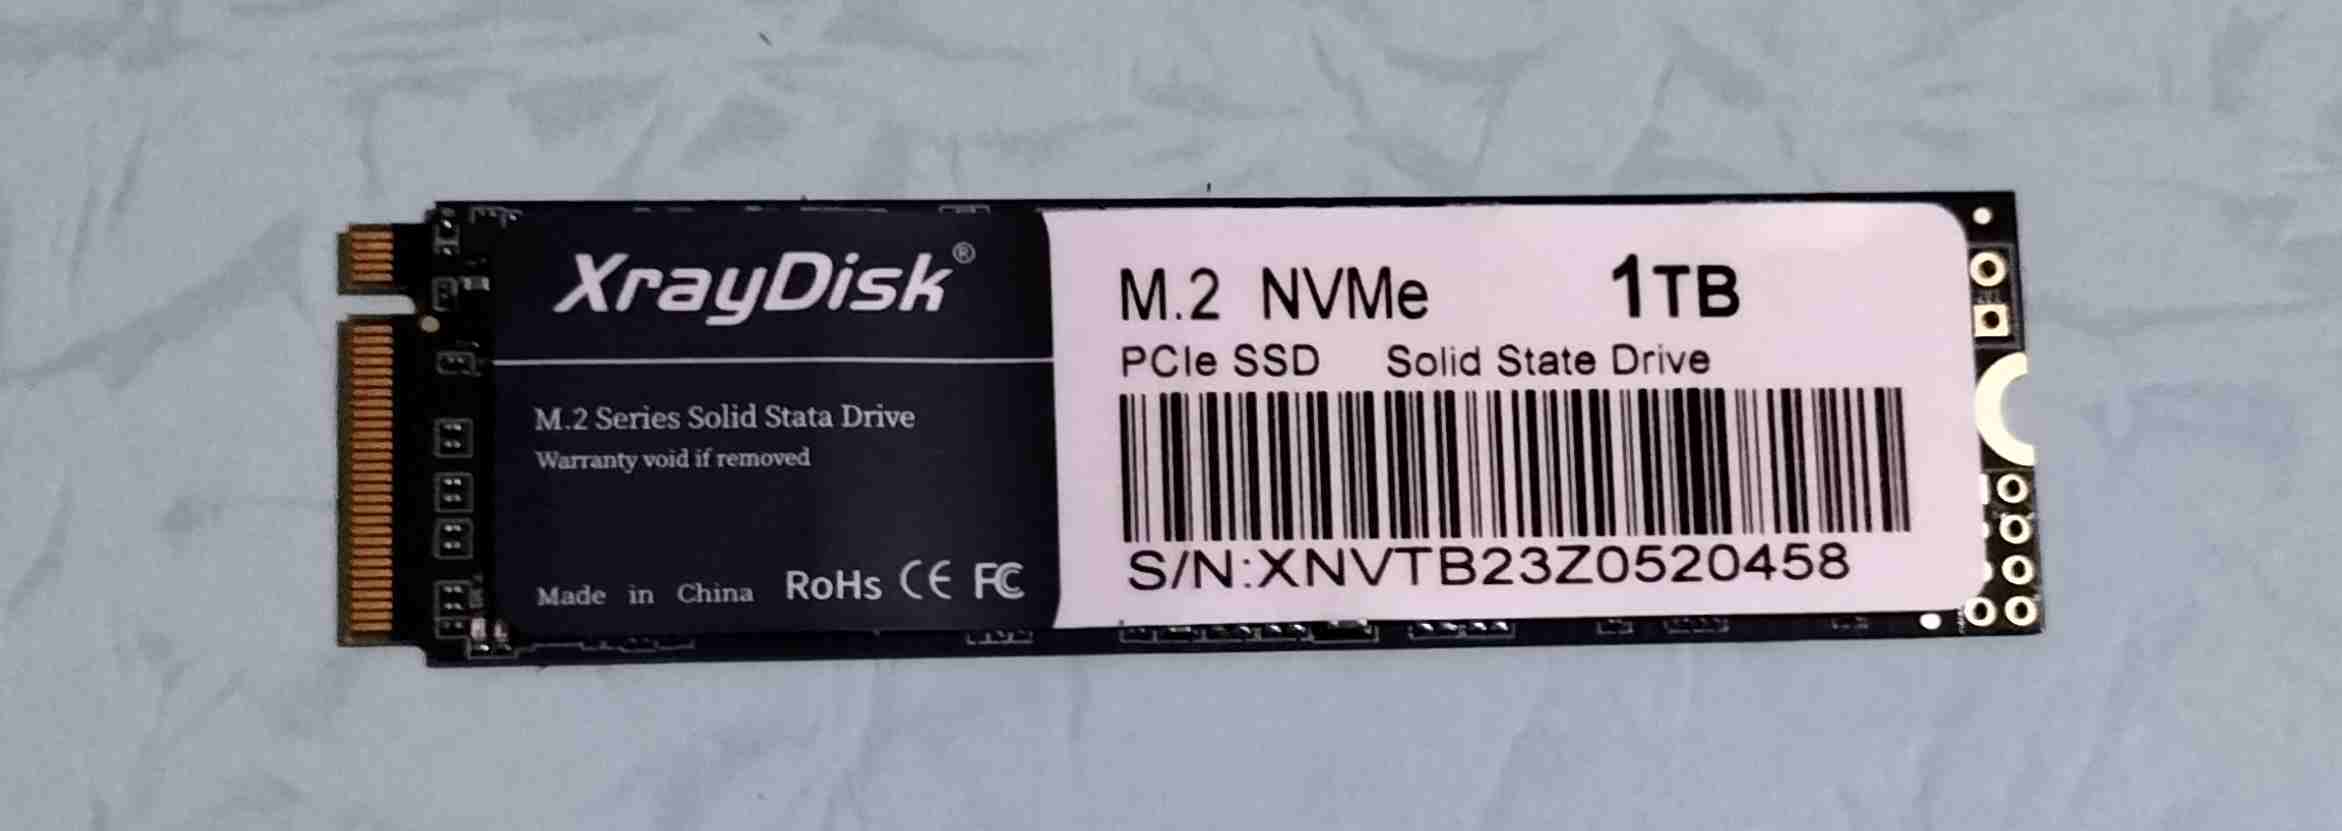 XrayDisk®
M.2 Series Solid Stata Drive
Warranty void if removed
Made in China RoHs CE FC
M.2 NVMe 1TB
PCIe SSD Solid State Drive
S/N:XNVTB23Z0520458